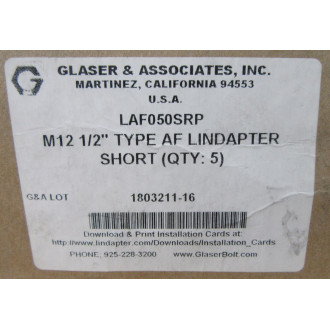 G
GLASER & ASSOCIATES, INC.
MARTINEZ, CALIFORNIA 94553
U.S.A.
LAF050SRP
M12 1/2" TYPE AF LINDAPTER
SHORT (QTY: 5)
G&A LOT 1803211-16
Download & Print Installation Cards at:
http://www.lindapter.com/Downloads/Installation_Cards
PHONE: 925-228-3200 www.GlaserBolt.com